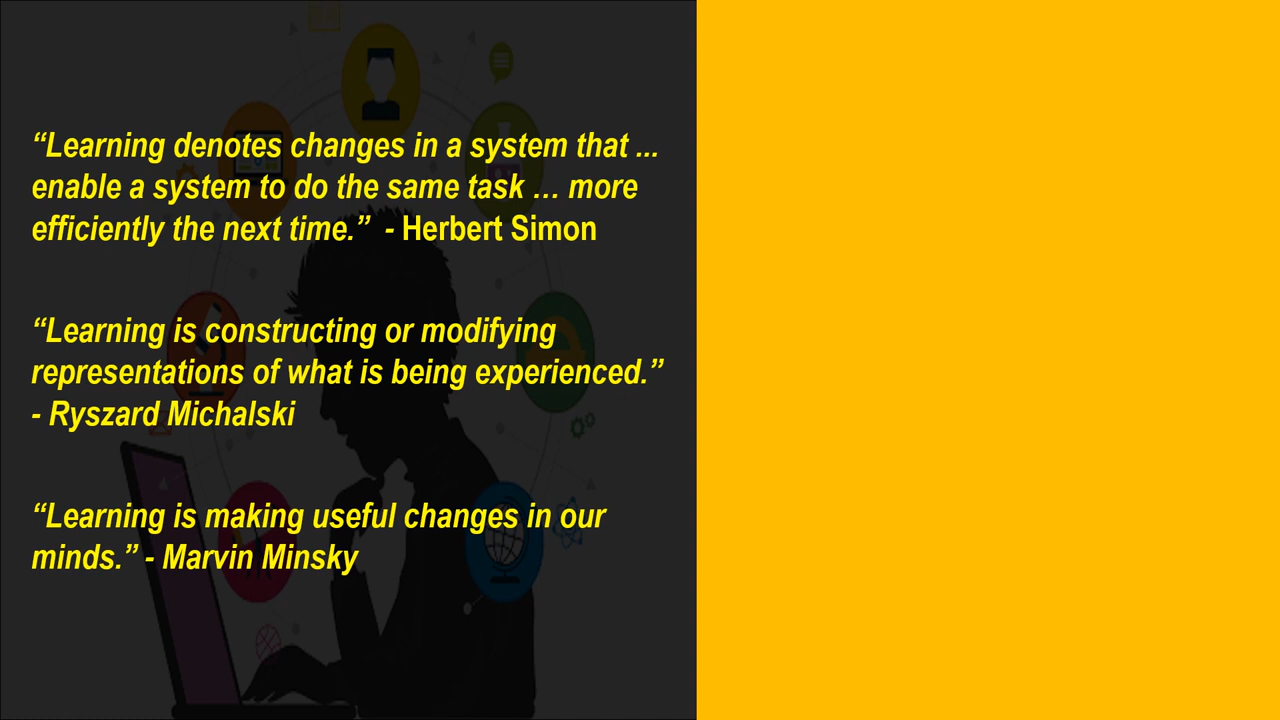 “Learning denotes changes in a system that ...
enable a system to do the same task … more
efficiently the next time.”  - Herbert Simon
“Learning is constructing or modifying
representations of what is being experienced.”
- Ryszard Michalski
“Learning is making useful changes in our
minds.” - Marvin Minsky